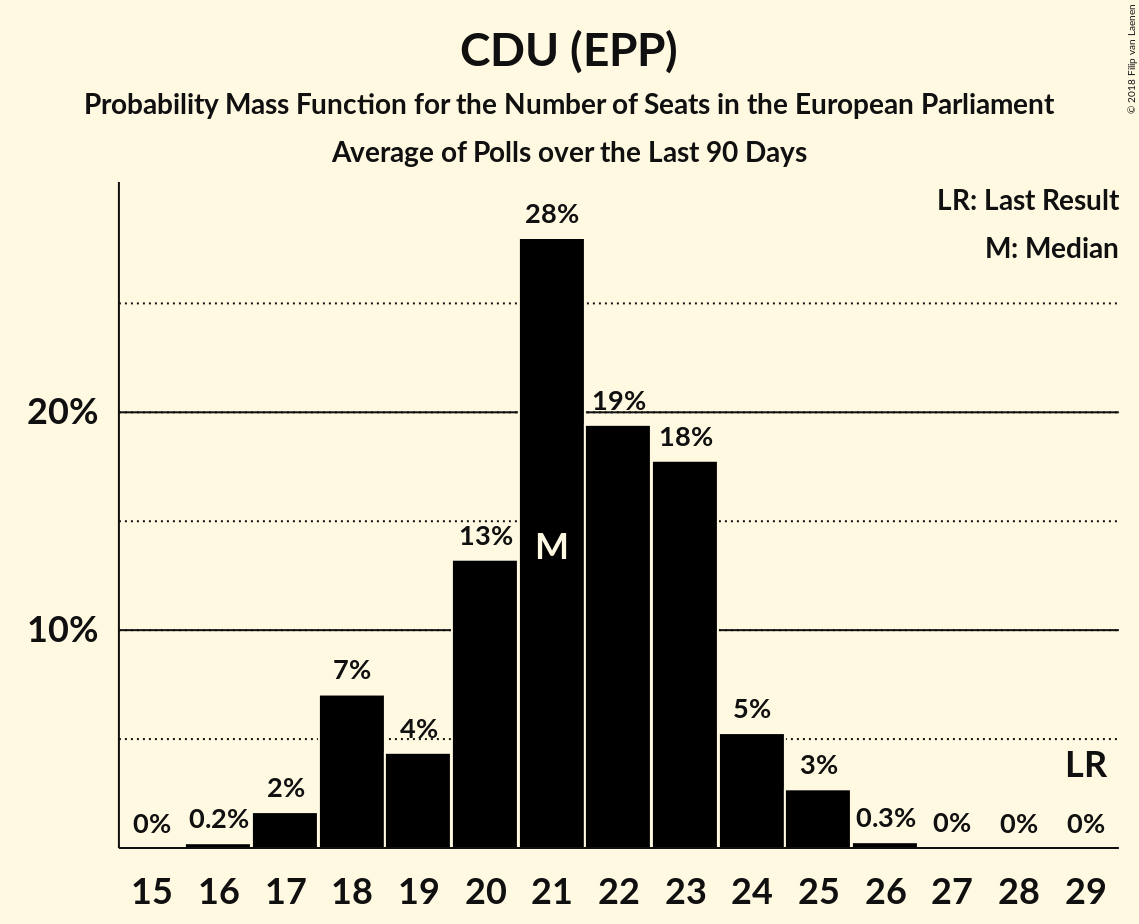 CDU (EPP)
Probability Mass Function for the Number of Seats in the European Parliament
Average of Polls over the Last 90 Days
© 2018 Filip van Laenen
LR: Last Result
M: Median
20%
10%
0%
0.2%
2%
7%
4%
13%
28%
M
19%
18%
5%
3%
0.3%
0%
0%
LR
0%
15 16 17 18 19 20 21 22 23 24 25 26 27 28 29